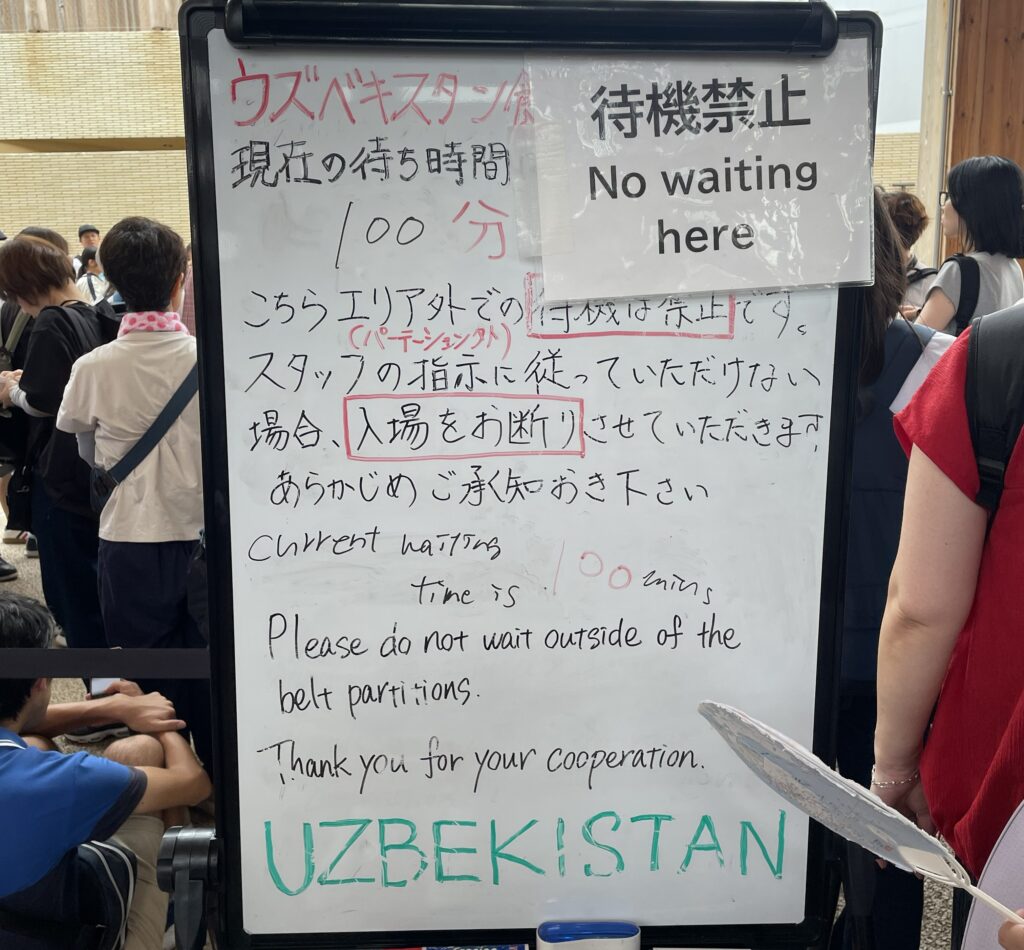 ウズベキスタン館
待機禁止
No waiting
here
現在の待ち時間
100 分
こちらエリア外での待機は禁止です。
(パーテーション外)
スタッフの指示に従っていただけない
場合、入場をお断りさせていただきます
あらかじめご承知おき下さい
current waiting
time is 100 mins
Please do not wait outside of the
belt partitions.
Thank you for your cooperation.
UZBEKISTAN